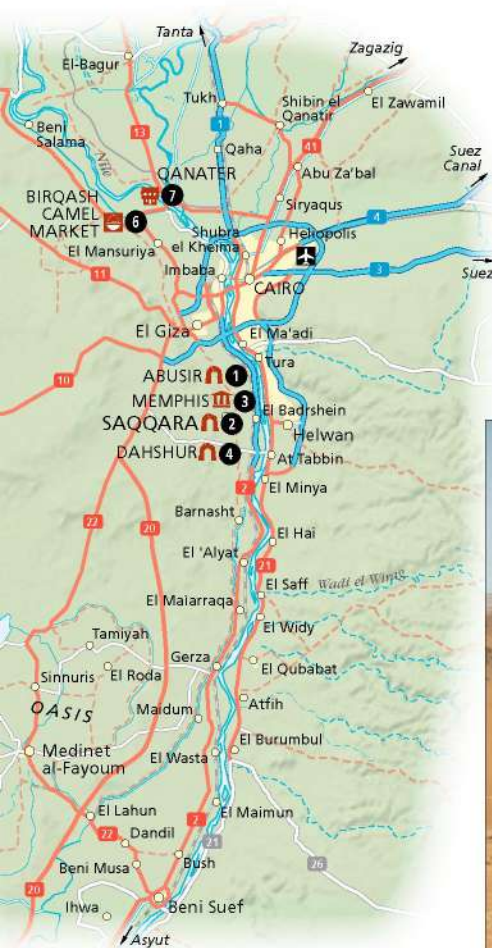 Tanta
Zagazig
El-Bagur
Tukh
Shibin el
Qanatir
El Zawamil
1
Beni
Salama
13
Nile
Qaha
41
Suez
Canal
QANATER
7
Abu Za'bal
BIRQASH
CAMEL
MARKET
6
Siryaqus
Shubra
el Kheima
Heliopolis
4
El Mansuriya
11
Imbaba
3
Suez
CAIRO
El Giza
El Ma'adi
Tura
10
ABUSIR 1
MEMPHIS 3
El Badrshein
SAQQARA 2
Helwan
DAHSHUR 4
At Tabbin
2
El Minya
Barnasht
22
20
El Hai
El 'Alyat
21
El Saff
Wadi el Wirag
El Maiarraqa
El Widy
Tamiyah
Gerza
El Qubabat
Sinnuris
El Roda
OASIS
Maidum
Atfih
Medinet
al-Fayoum
El Wasta
El Burumbul
El Lahun
El Maimun
22
Dandil
2
21
Beni Musa
Bush
26
20
Ihwa
Beni Suef
Asyut